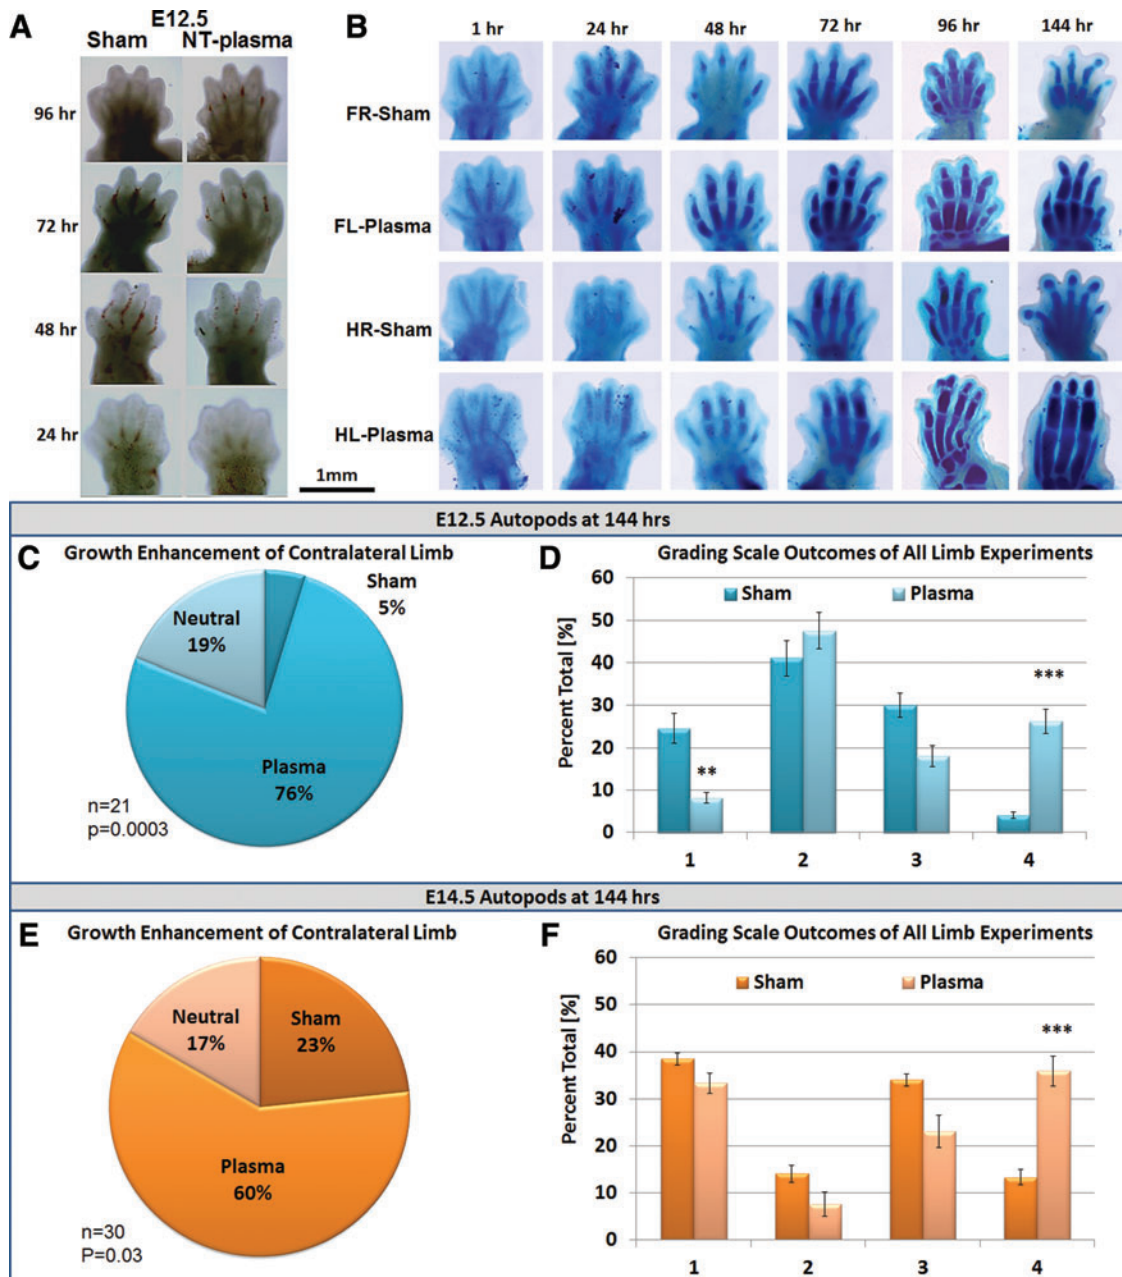 A
E12.5
Sham NT-plasma
96 hr
72 hr
48 hr
24 hr
1mm
B
1 hr 24 hr 48 hr 72 hr 96 hr 144 hr
FR-Sham
FL-Plasma
HR-Sham
HL-Plasma
E12.5 Autopods at 144 hrs
C Growth Enhancement of Contralateral Limb
Sham
5%
Neutral
19%
Plasma
76%
n=21
p=0.0003
D Grading Scale Outcomes of All Limb Experiments
Sham Plasma
Percent Total [%]
60
50
40
30
20
10
0
**
***
1 2 3 4
E14.5 Autopods at 144 hrs
E Growth Enhancement of Contralateral Limb
Neutral
17%
Sham
23%
Plasma
60%
n=30
P=0.03
F Grading Scale Outcomes of All Limb Experiments
Sham Plasma
Percent Total [%]
60
50
40
30
20
10
0
***
1 2 3 4